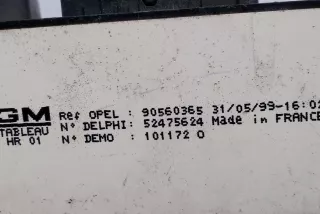 GM Ref OPEL : 90560365 31/05/99-16:02
TABLEAU N° DELPHI: 52475624 Made in FRANCE
HR 01 N° DEMO : 101172 0